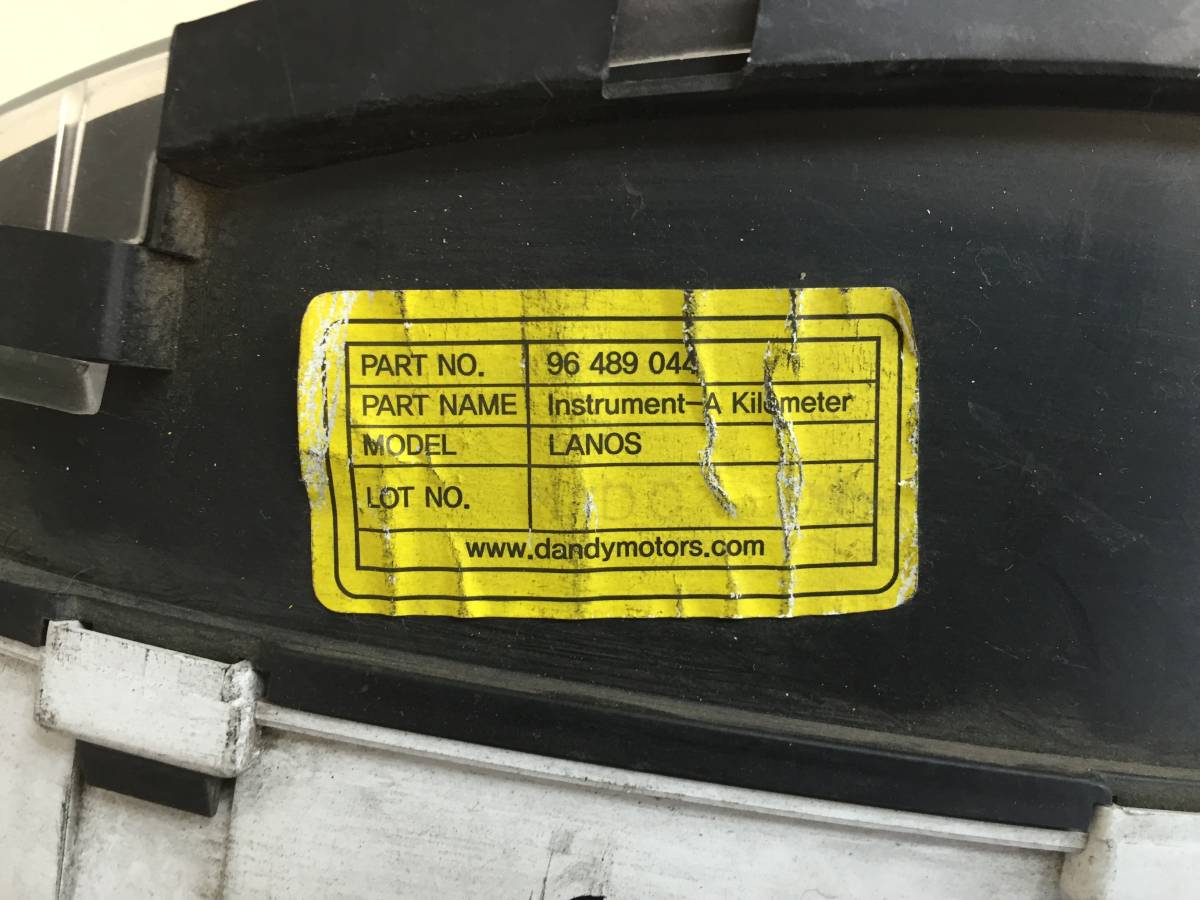 PART NO. 96 489 044
PART NAME Instrument-A Kilometer
MODEL LANOS
LOT NO.
www.dandymotors.com